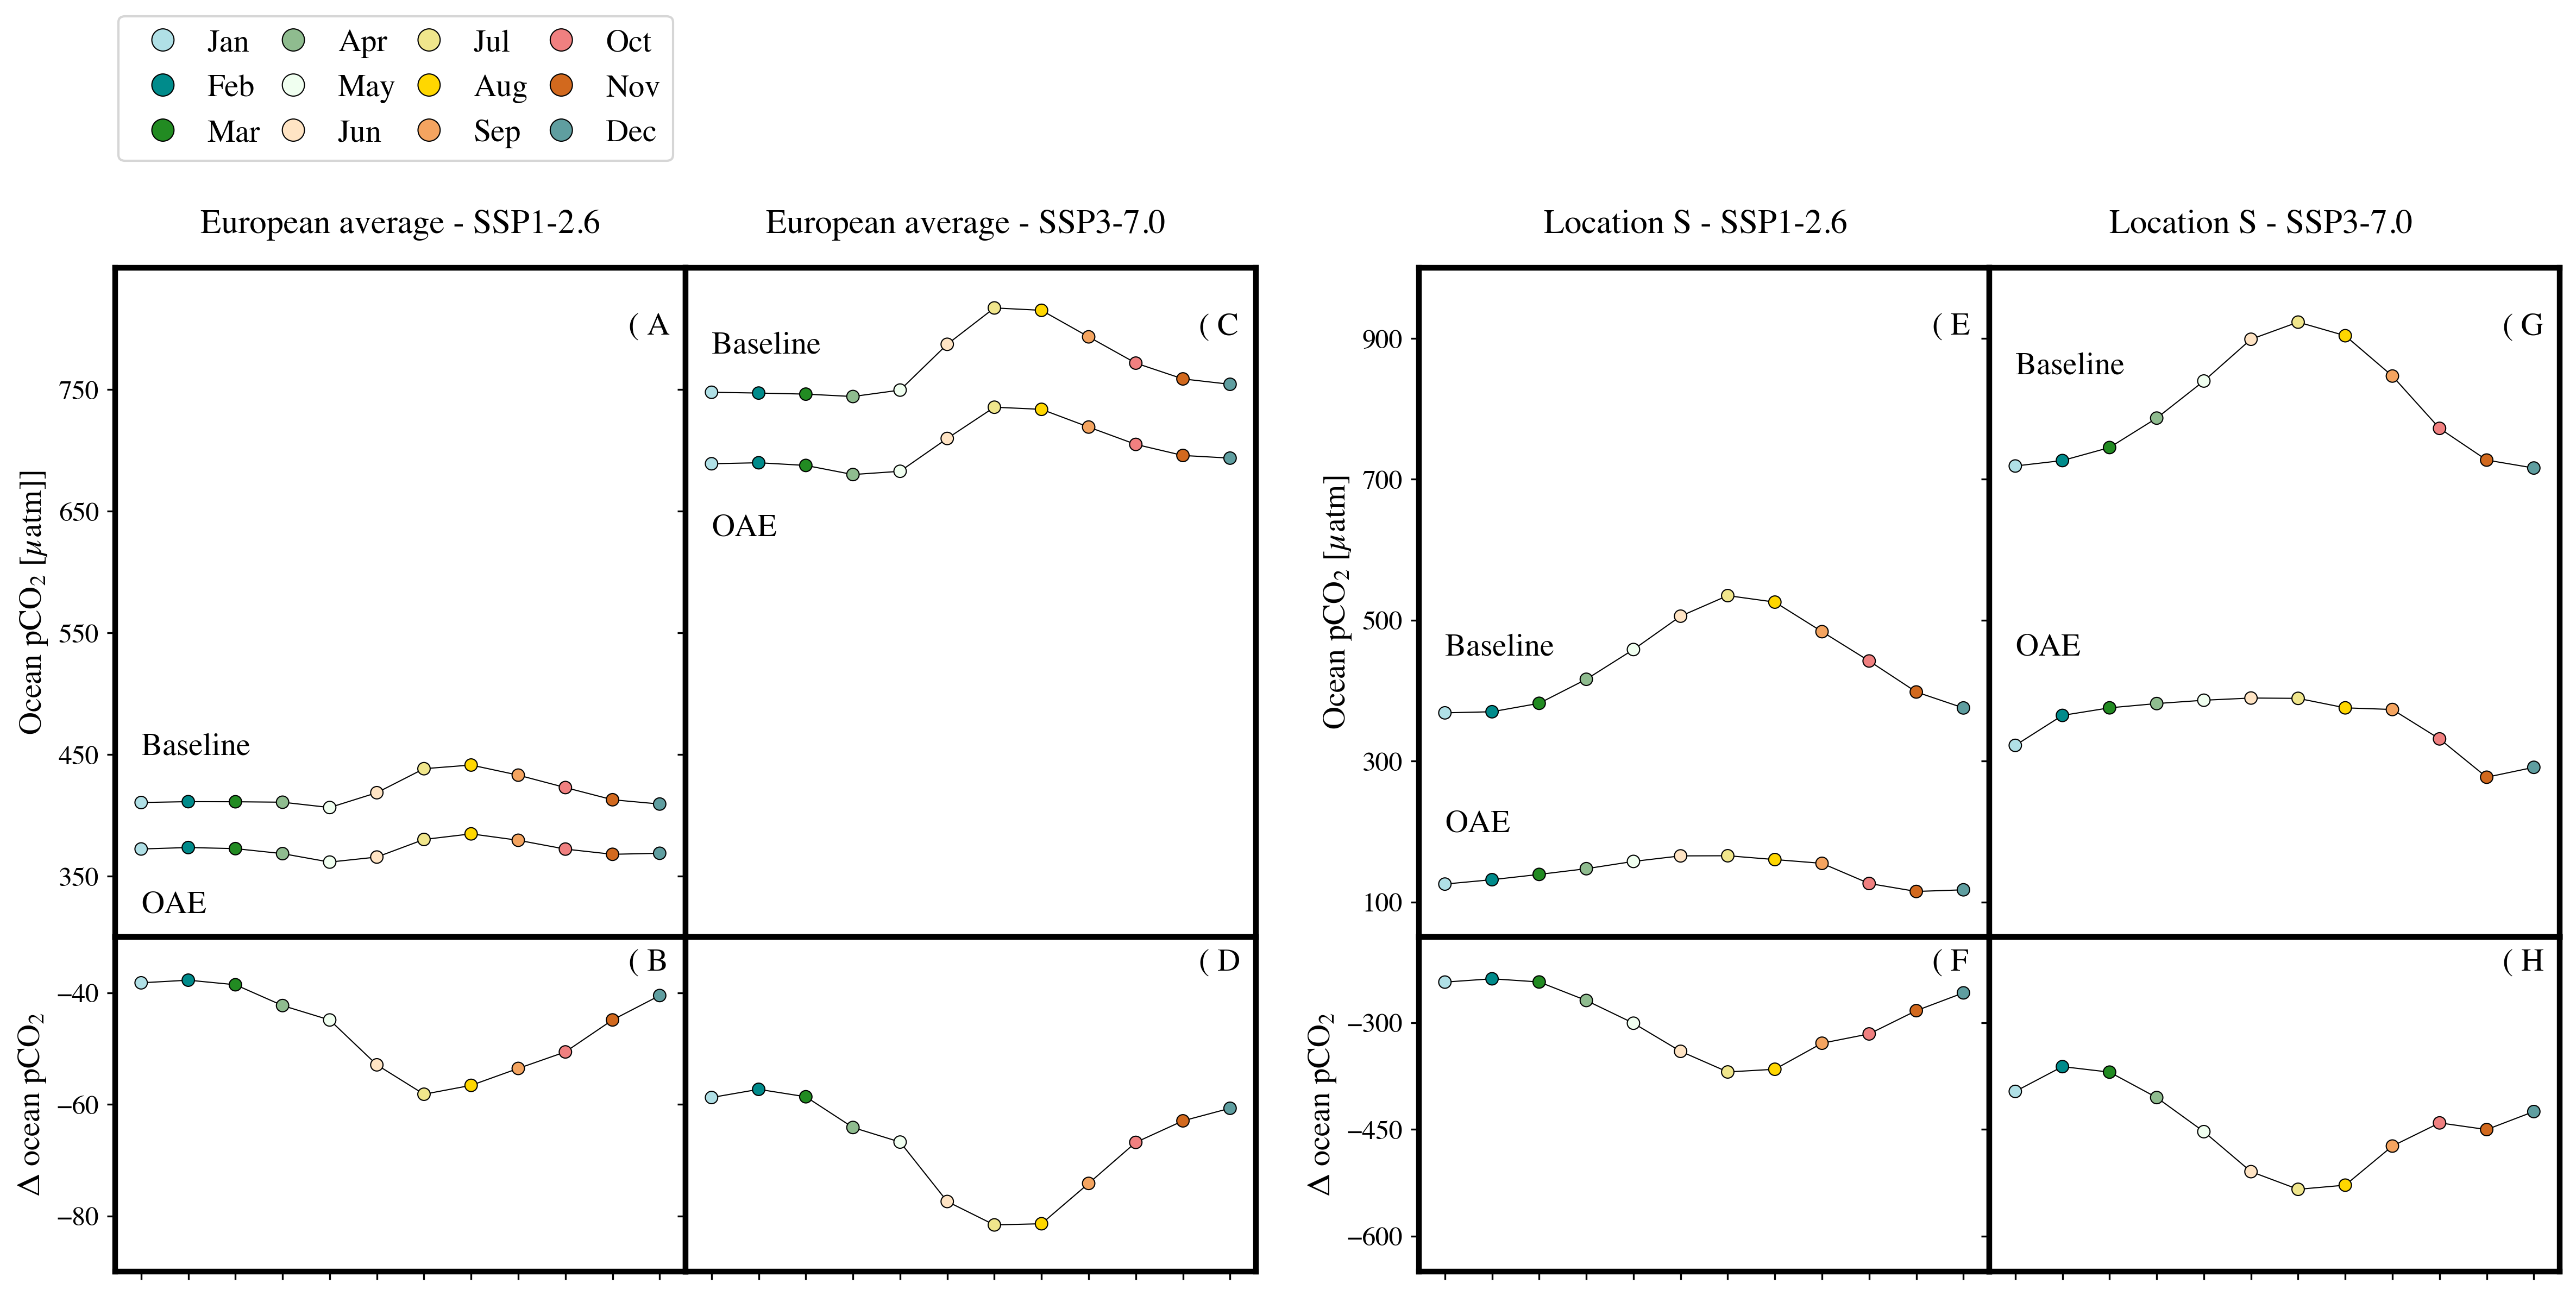 Jan Apr Jul Oct
Feb May Aug Nov
Mar Jun Sep Dec
European average - SSP1-2.6
European average - SSP3-7.0
Location S - SSP1-2.6
Location S - SSP3-7.0
Ocean pCO₂ [µatm]]
750
650
550
450
350
( A
Baseline
OAE
( C
Baseline
OAE
Δ ocean pCO₂
−40
−60
−80
( B
( D
Ocean pCO₂ [µatm]
900
700
500
300
100
( E
Baseline
OAE
( G
Baseline
OAE
Δ ocean pCO₂
−300
−450
−600
( F
( H